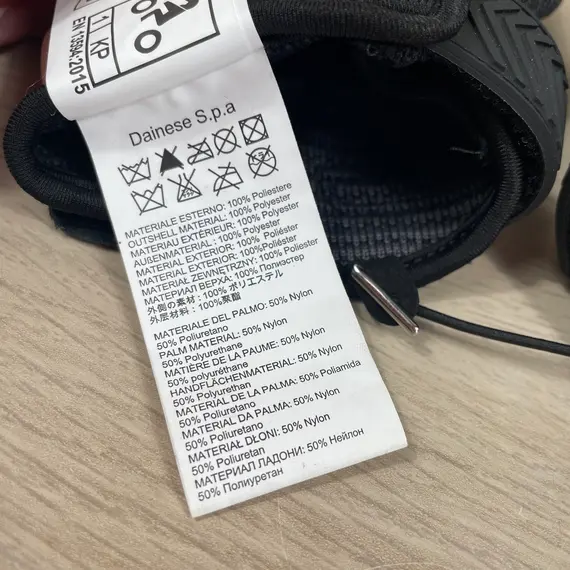 EN 13594:2015
1 KP
Dainese S.p.a
MATERIALE ESTERNO: 100% Poliestere
OUTSHELL MATERIAL: 100% Polyester
MATERIAU EXTÉRIEUR: 100% Polyester
AUßENMATERIAL: 100% Polyester
MATERIAL EXTERIOR: 100% Poliéster
MATERIAL EXTERIOR: 100% Poliéster
MATERIAŁ ZEWNĘTRZNY: 100% Poliester
МАТЕРИАЛ ВЕРХА: 100% Полиэстер
外側の素材: 100% ポリエステル
外层材料: 100%聚酯
MATERIALE DEL PALMO: 50% Nylon
50% Poliuretano
PALM MATERIAL: 50% Nylon
50% Polyurethane
MATIÈRE DE LA PAUME: 50% Nylon
50% polyuréthane
HANDFLÄCHENMATERIAL: 50% Nylon
50% Polyurethan
MATERIAL DE LA PALMA: 50% Poliamida
50% Poliuretano
MATERIAL DA PALMA: 50% Nylon
50% Poliuretano
MATERIAŁ DŁONI: 50% Nylon
50% Poliuretan
МАТЕРИАЛ ЛАДОНИ: 50% Нейлон
50% Полиуретан